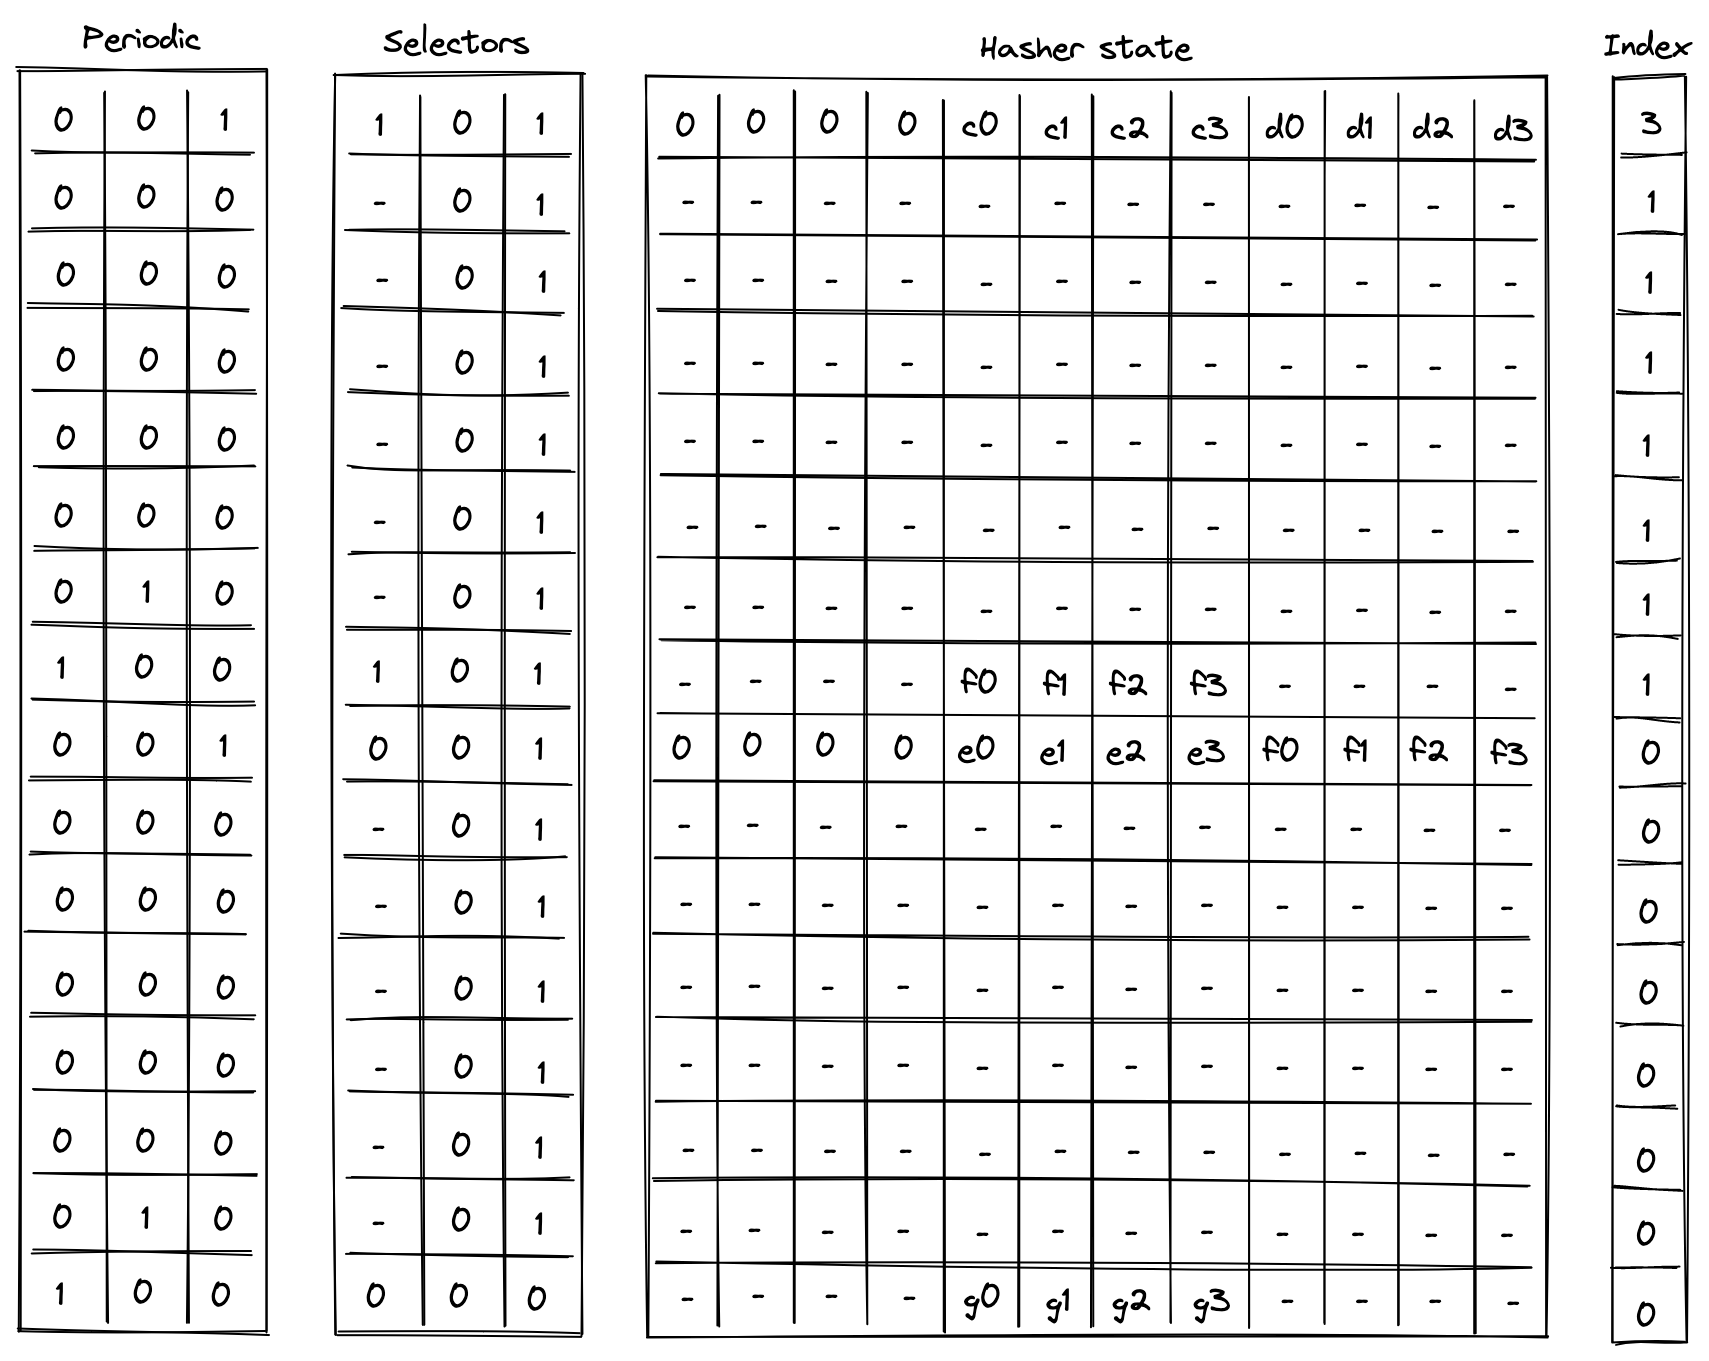 Periodic Selectors Hasher state Index
0 0 1 1 0 1 0 0 0 0 c0 c1 c2 c3 d0 d1 d2 d3 3
0 0 0 - 0 1 - - - - - - - - - - - - 1
0 0 0 - 0 1 - - - - - - - - - - - - 1
0 0 0 - 0 1 - - - - - - - - - - - - 1
0 0 0 - 0 1 - - - - - - - - - - - - 1
0 0 0 - 0 1 - - - - - - - - - - - - 1
0 1 0 - 0 1 - - - - - - - - - - - - 1
1 0 0 1 0 1 - - - - f0 f1 f2 f3 - - - - 1
0 0 1 0 0 1 0 0 0 0 e0 e1 e2 e3 f0 f1 f2 f3 0
0 0 0 - 0 1 - - - - - - - - - - - - 0
0 0 0 - 0 1 - - - - - - - - - - - - 0
0 0 0 - 0 1 - - - - - - - - - - - - 0
0 0 0 - 0 1 - - - - - - - - - - - - 0
0 0 0 - 0 1 - - - - - - - - - - - - 0
0 1 0 - 0 1 - - - - - - - - - - - - 0
1 0 0 0 0 0 - - - - g0 g1 g2 g3 - - - - 0